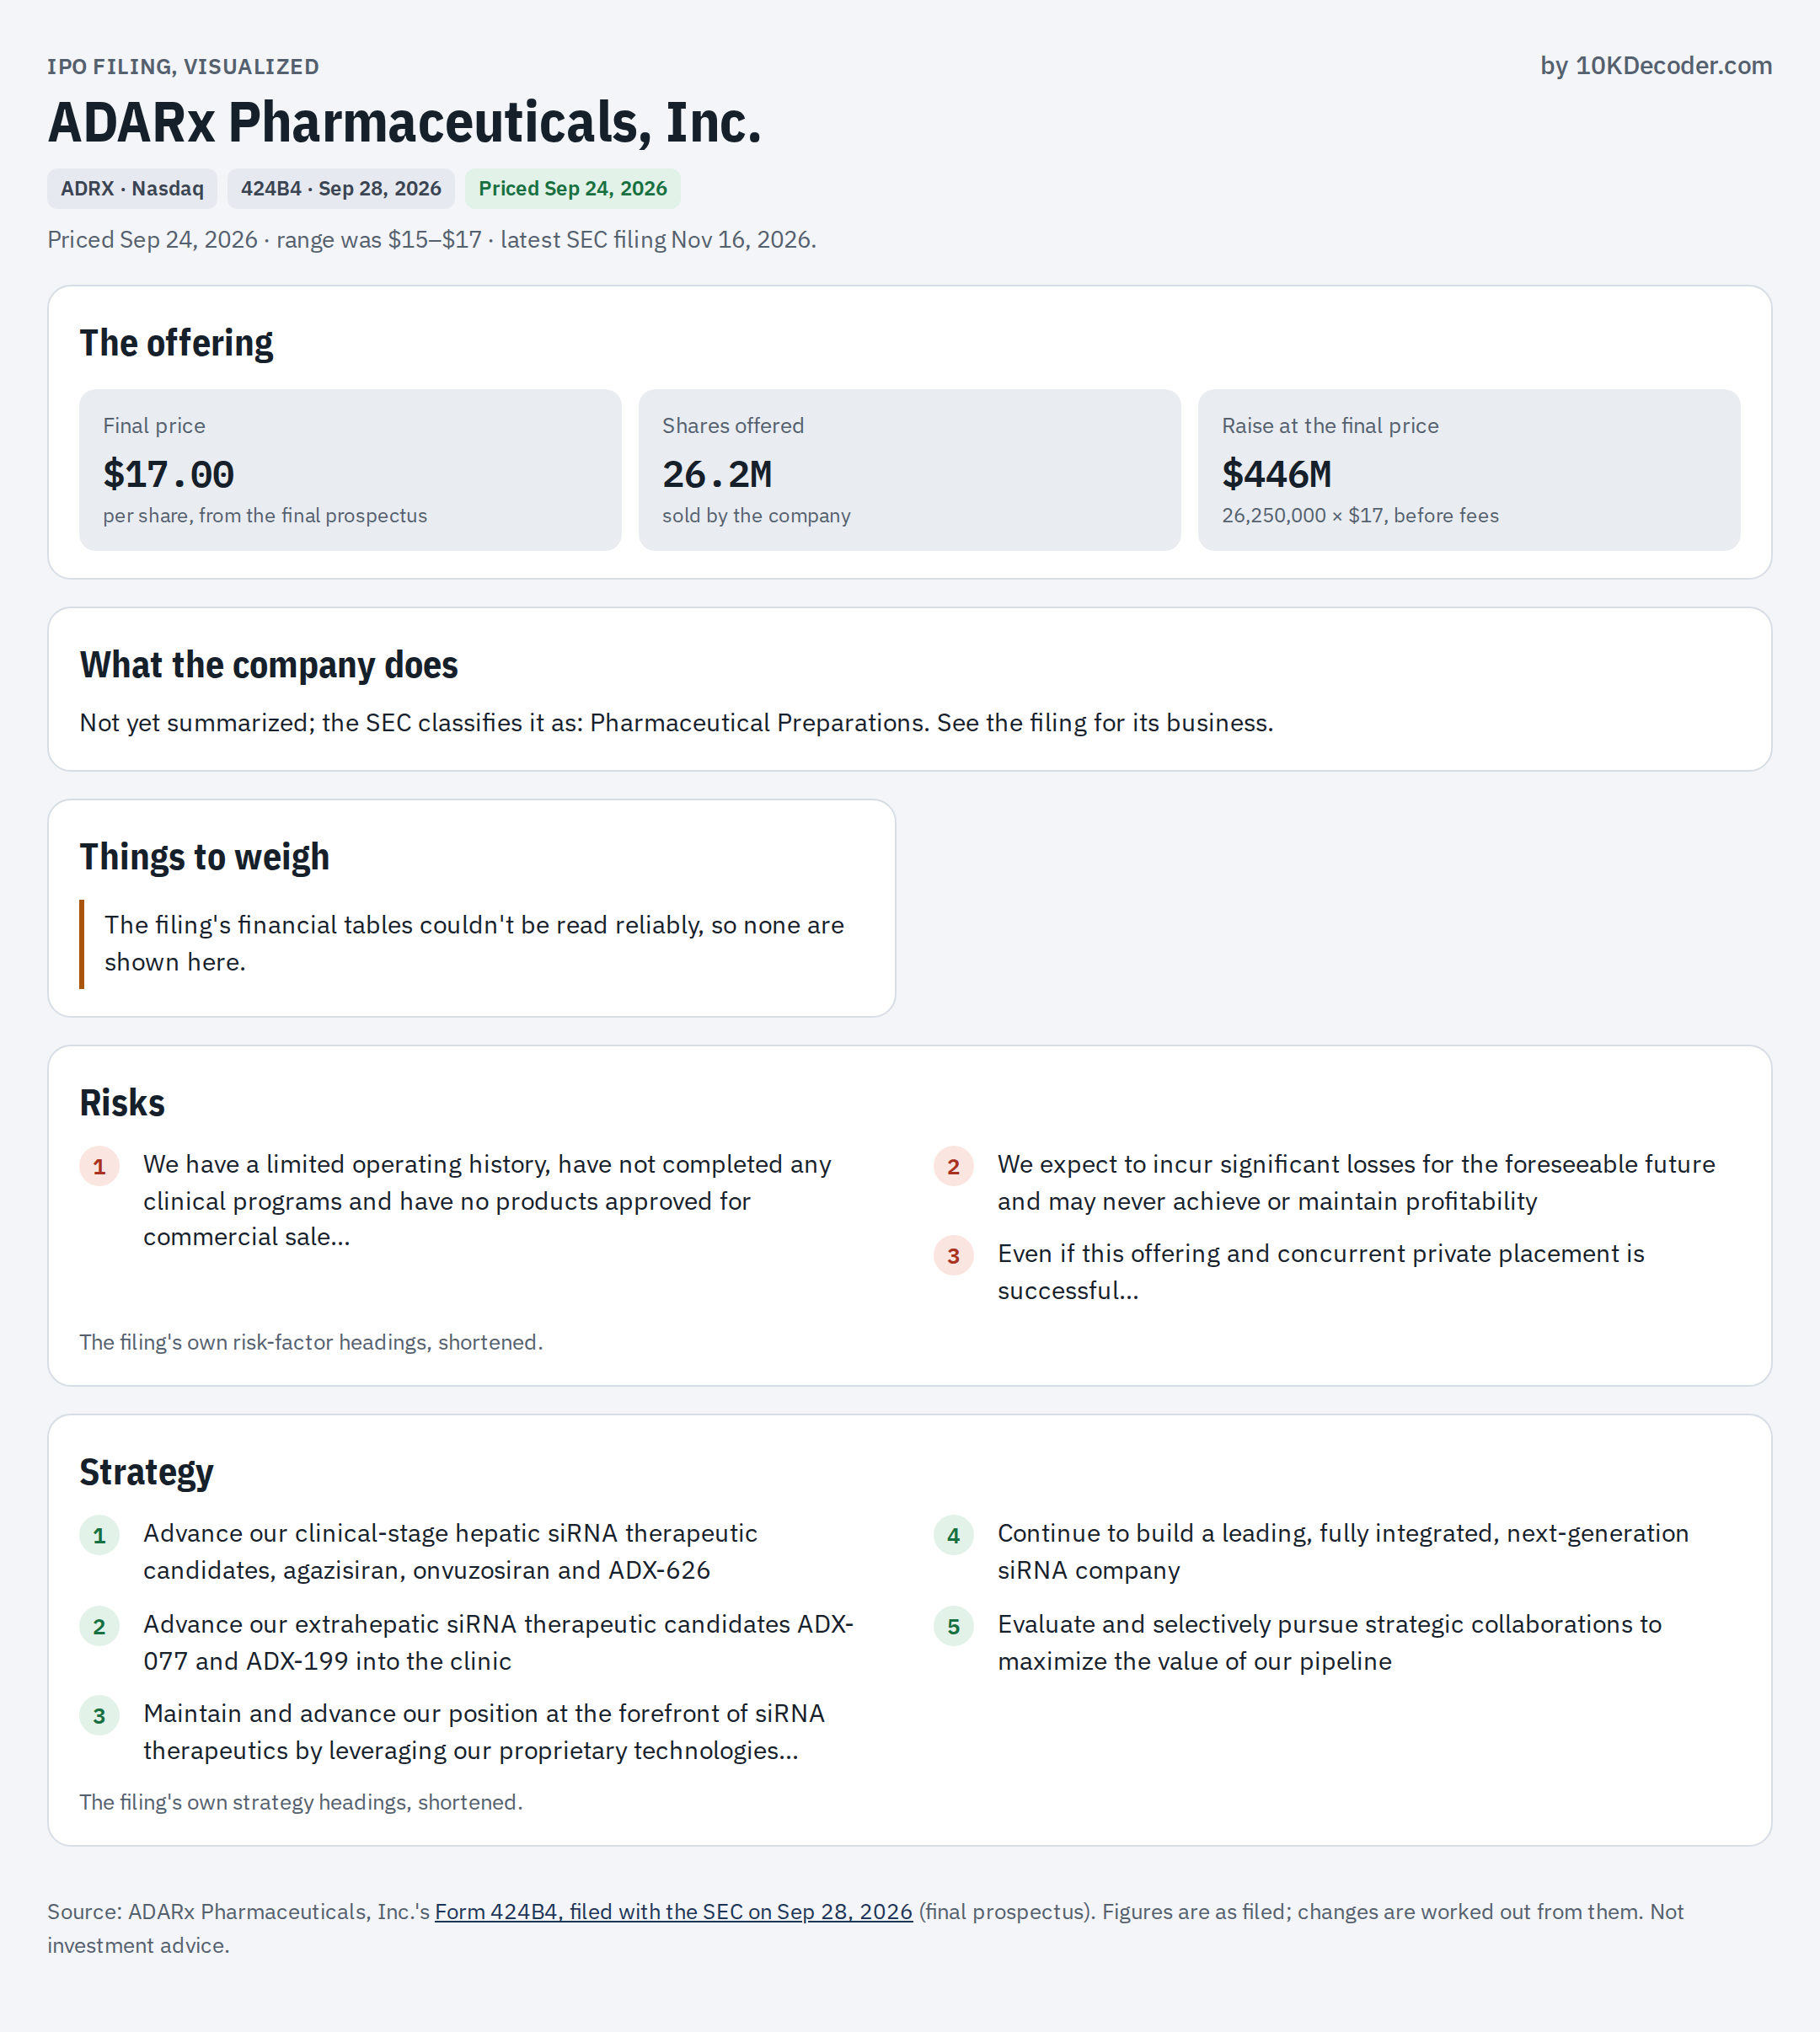 IPO FILING, VISUALIZED
by 10KDecoder.com
ADARx Pharmaceuticals, Inc.
ADRX · Nasdaq
424B4 · Sep 28, 2026
Priced Sep 24, 2026
Priced Sep 24, 2026 · range was $15–$17 · latest SEC filing Nov 16, 2026.
The offering
Final price
$17.00
per share, from the final prospectus
Shares offered
26.2M
sold by the company
Raise at the final price
$446M
26,250,000 × $17, before fees
What the company does
Not yet summarized; the SEC classifies it as: Pharmaceutical Preparations. See the filing for its business.
Things to weigh
The filing's financial tables couldn't be read reliably, so none are
shown here.
Risks
1
We have a limited operating history, have not completed any
clinical programs and have no products approved for
commercial sale…
2
We expect to incur significant losses for the foreseeable future
and may never achieve or maintain profitability
3
Even if this offering and concurrent private placement is
successful…
The filing's own risk-factor headings, shortened.
Strategy
1
Advance our clinical-stage hepatic siRNA therapeutic
candidates, agazisiran, onvuzosiran and ADX-626
2
Advance our extrahepatic siRNA therapeutic candidates ADX-
077 and ADX-199 into the clinic
3
Maintain and advance our position at the forefront of siRNA
therapeutics by leveraging our proprietary technologies…
4
Continue to build a leading, fully integrated, next-generation
siRNA company
5
Evaluate and selectively pursue strategic collaborations to
maximize the value of our pipeline
The filing's own strategy headings, shortened.
Source: ADARx Pharmaceuticals, Inc.'s Form 424B4, filed with the SEC on Sep 28, 2026 (final prospectus). Figures are as filed; changes are worked out from them. Not
investment advice.